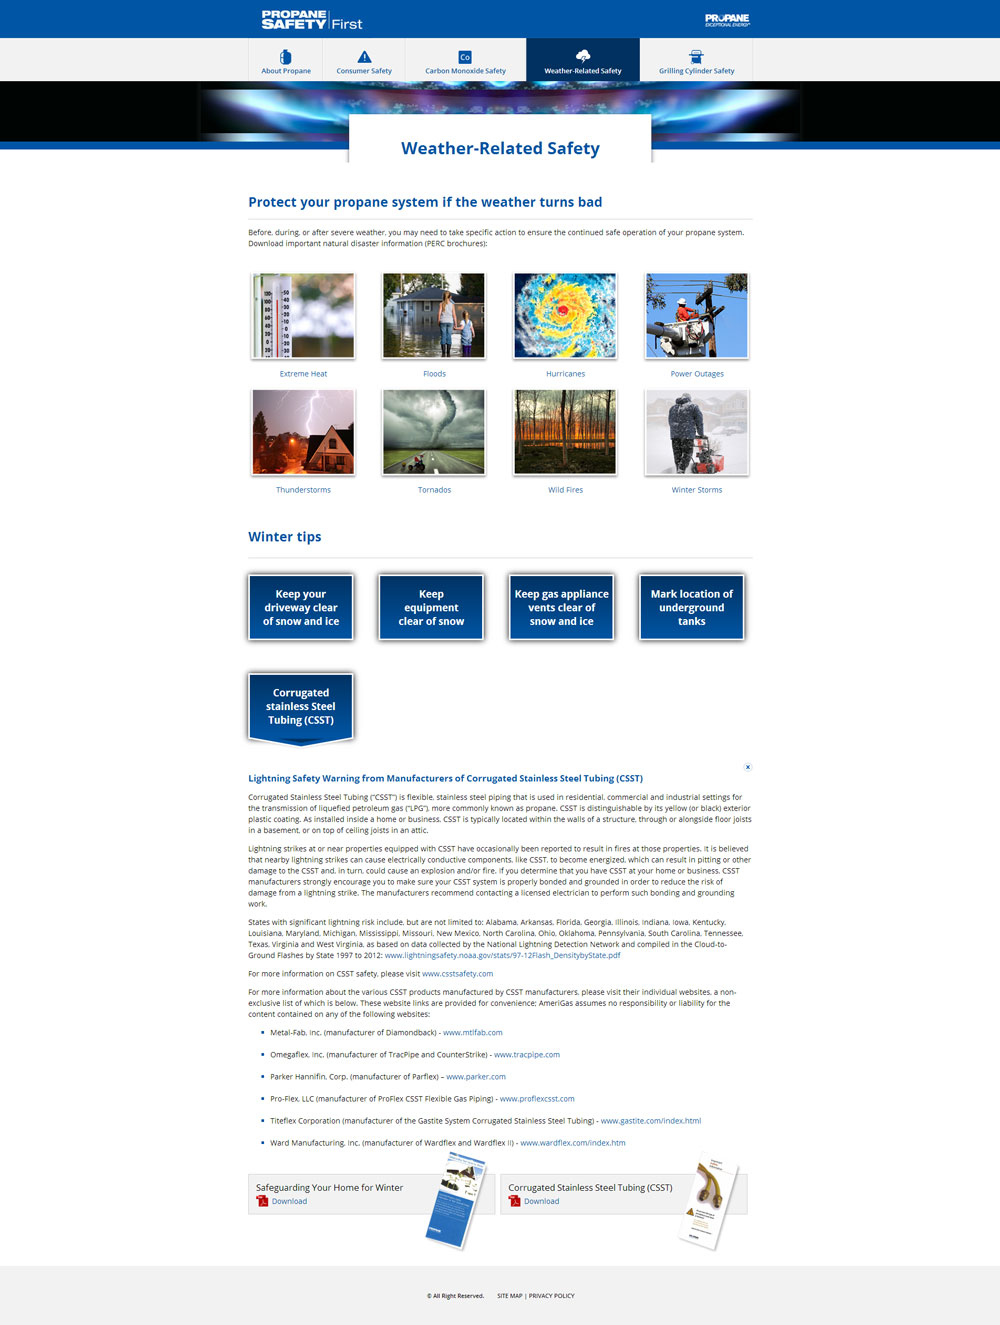 PROPANE
SAFETY First
PROPANE
EXCEPTIONAL ENERGY
About Propane
Consumer Safety
Co
Carbon Monoxide Safety
Weather-Related Safety
Grilling Cylinder Safety
Weather-Related Safety
Protect your propane system if the weather turns bad
Before, during, or after severe weather, you may need to take specific action to ensure the continued safe operation of your propane system.
Download important natural disaster information (PERC brochures):
Extreme Heat
Floods
Hurricanes
Power Outages
Thunderstorms
Tornados
Wild Fires
Winter Storms
Winter tips
Keep your
driveway clear
of snow and ice
Keep
equipment
clear of snow
Keep gas appliance
vents clear of
snow and ice
Mark location of
underground
tanks
Corrugated
stainless Steel
Tubing (CSST)
Lightning Safety Warning from Manufacturers of Corrugated Stainless Steel Tubing (CSST)
Corrugated Stainless Steel Tubing ("CSST") is flexible, stainless steel piping that is used in residential, commercial and industrial settings for
the transmission of liquefied petroleum gas ("LPG"), more commonly known as propane. CSST is distinguishable by its yellow (or black) exterior
plastic coating. As installed inside a home or business, CSST is typically located within the walls of a structure, through or alongside floor joists
in a basement, or on top of ceiling joists in an attic.
Lightning strikes at or near properties equipped with CSST have occasionally been reported to result in fires at those properties. It is believed
that nearby lightning strikes can cause electrically conductive components, like CSST, to become energized, which can result in pitting or other
damage to the CSST and, in turn, could cause an explosion and/or fire. If you determine that you have CSST at your home or business, CSST
manufacturers strongly encourage you to make sure your CSST system is properly bonded and grounded in order to reduce the risk of
damage from a lightning strike. The manufacturers recommend contacting a licensed electrician to perform such bonding and grounding
work.
States with significant lightning risk include, but are not limited to: Alabama, Arkansas, Florida, Georgia, Illinois, Indiana, Iowa, Kentucky,
Louisiana, Maryland, Michigan, Mississippi, Missouri, New Mexico, North Carolina, Ohio, Oklahoma, Pennsylvania, South Carolina, Tennessee,
Texas, Virginia and West Virginia, as based on data collected by the National Lightning Detection Network and compiled in the Cloud-to-
Ground Flashes by State 1997 to 2012: www.lightningsafety.noaa.gov/stats/97-12Flash_DensitybyState.pdf
For more information on CSST safety, please visit www.csstsafety.com
For more information about the various CSST products manufactured by CSST manufacturers, please visit their individual websites, a non-
exclusive list of which is below. These website links are provided for convenience; AmeriGas assumes no responsibility or liability for the
content contained on any of the following websites:
Metal-Fab, Inc. (manufacturer of Diamondback) - www.mtlfab.com
Omegaflex, Inc. (manufacturer of TracPipe and CounterStrike) - www.tracpipe.com
Parker Hannifin, Corp. (manufacturer of Parflex) – www.parker.com
Pro-Flex, LLC (manufacturer of ProFlex CSST Flexible Gas Piping) - www.proflexcsst.com
Titeflex Corporation (manufacturer of the Gastite System Corrugated Stainless Steel Tubing) - www.gastite.com/index.html
Ward Manufacturing, Inc. (manufacturer of Wardflex and Wardflex II) - www.wardflex.com/index.htm
Safeguarding Your Home for Winter
Download
Corrugated Stainless Steel Tubing (CSST)
Download
© All Right Reserved.
SITE MAP | PRIVACY POLICY